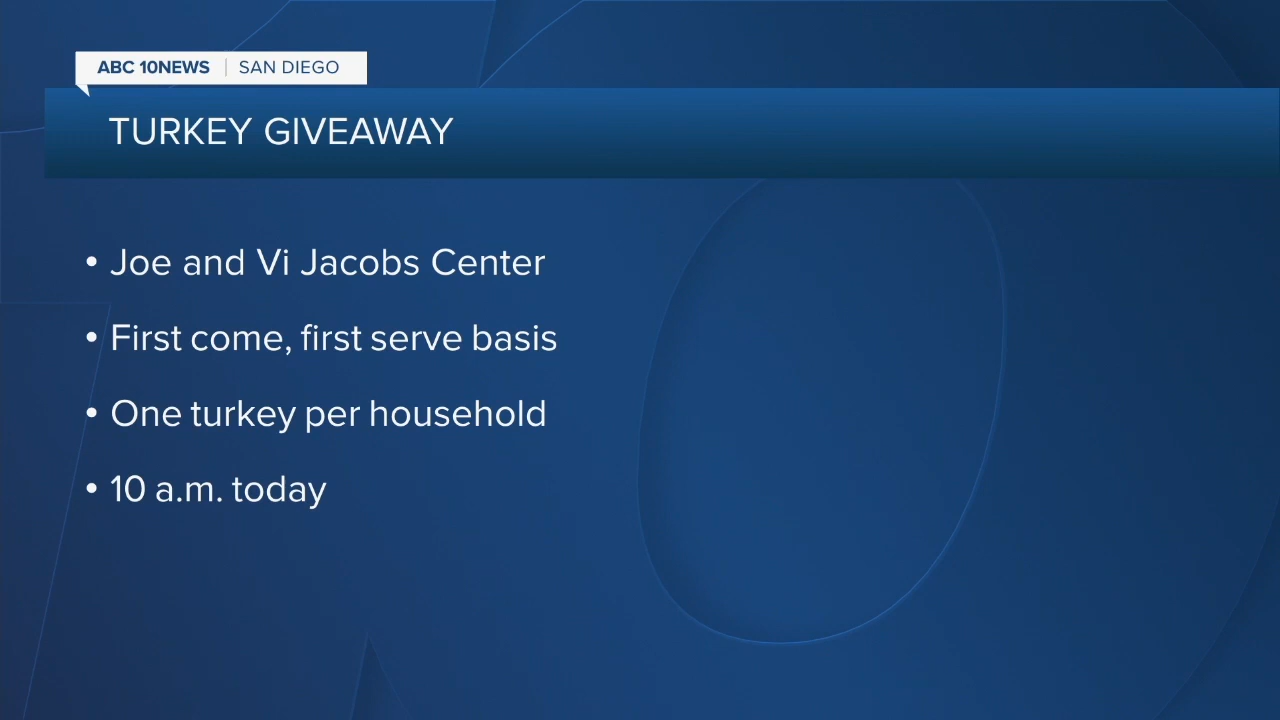 ABC 10NEWS | SAN DIEGO
TURKEY GIVEAWAY
• Joe and Vi Jacobs Center
• First come, first serve basis
• One turkey per household
• 10 a.m. today